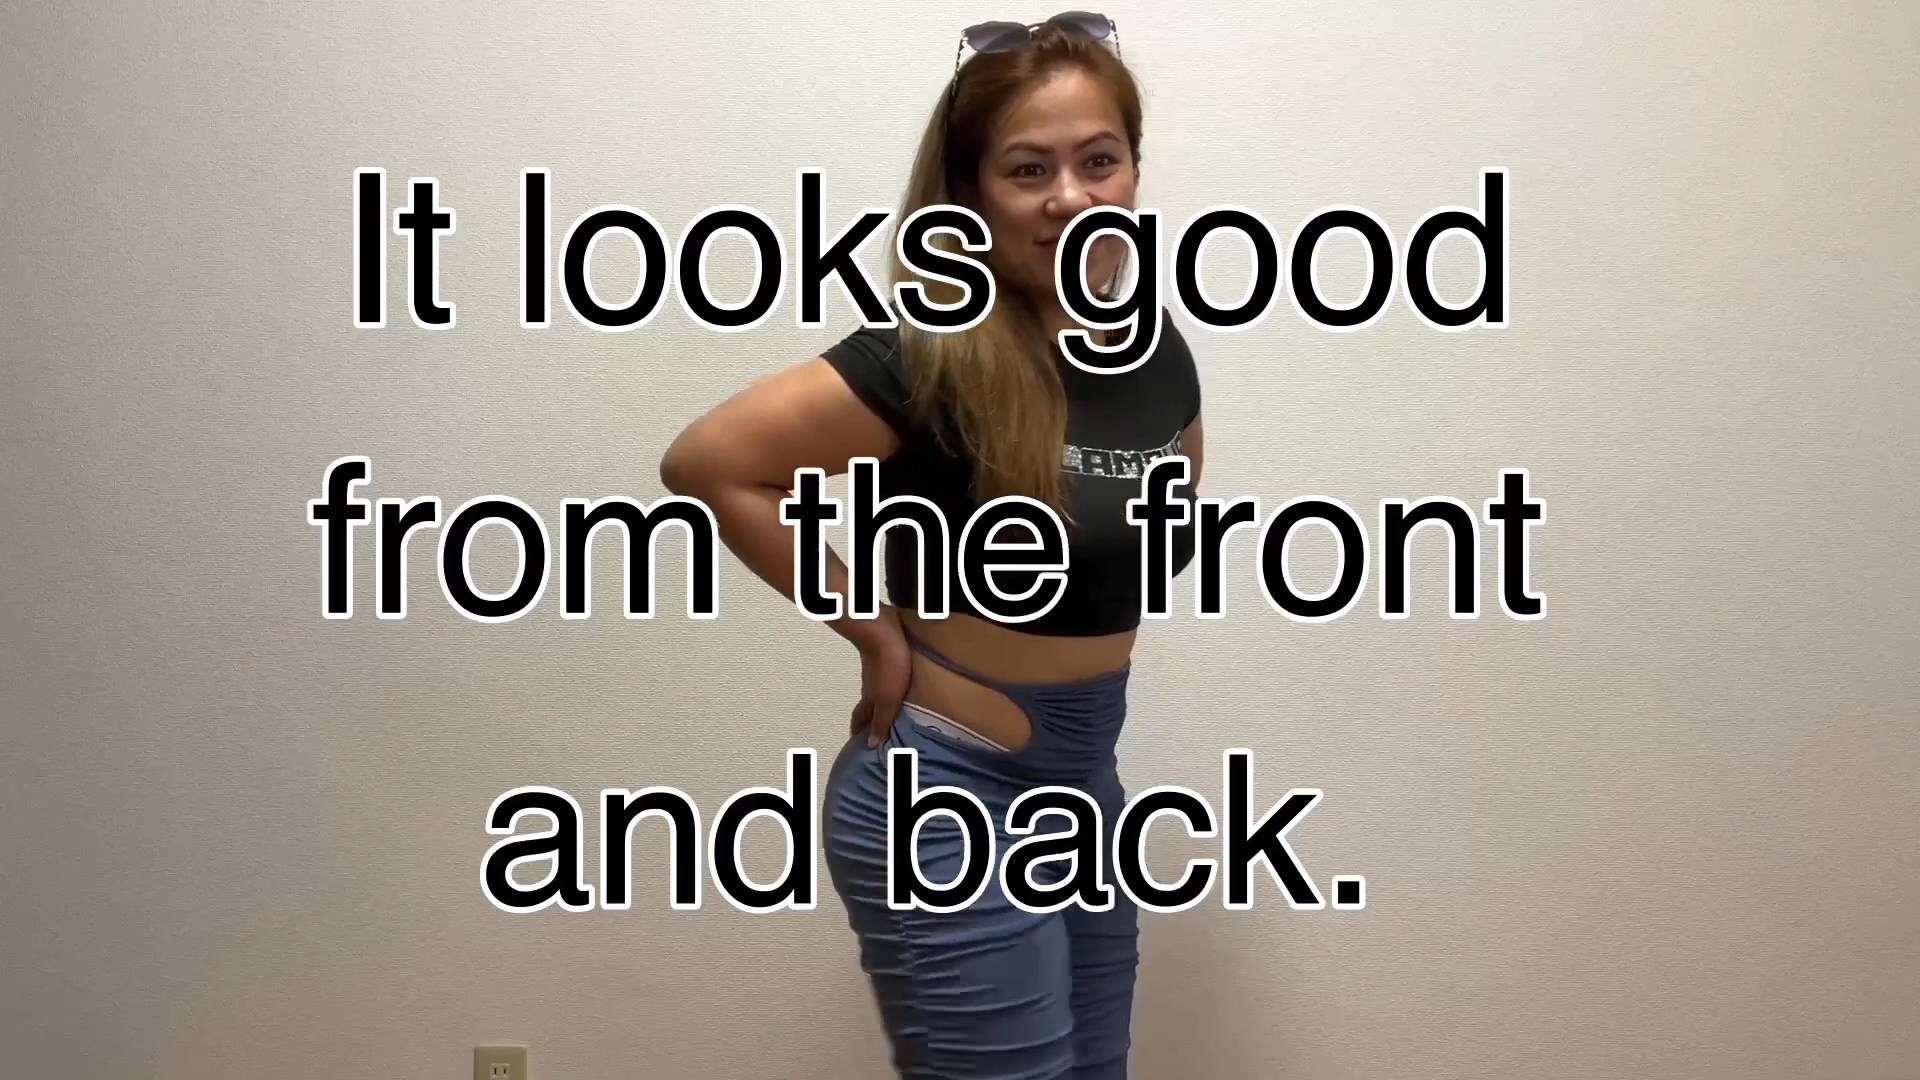 It looks good
from the front
and back.